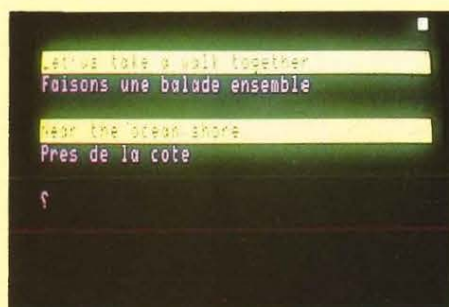 Let us take a walk together
Faisons une balade ensemble
Near the ocean shore
Pres de la cote
?